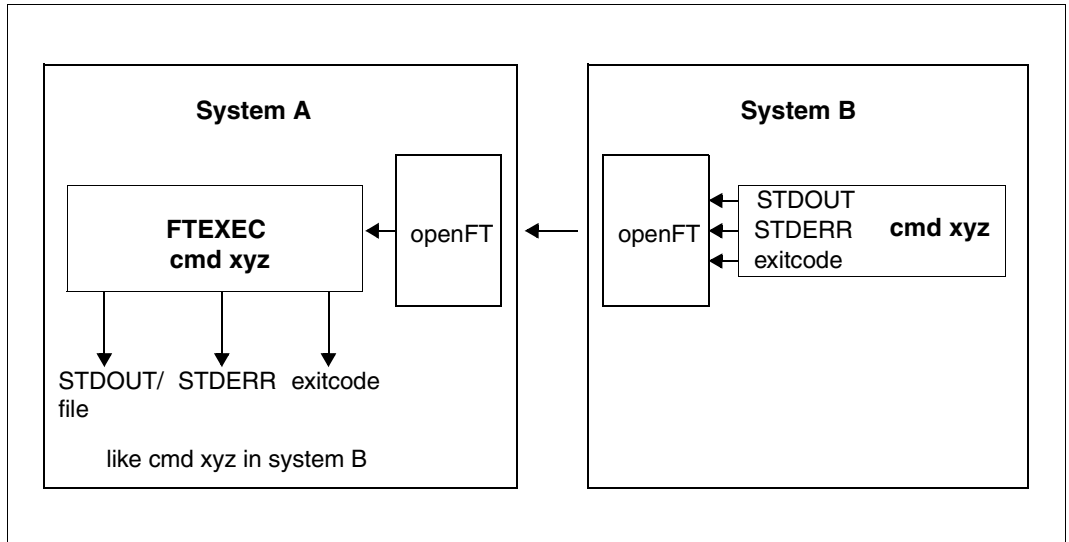 System A
FTEXEC
cmd xyz
openFT
STDOUT/ STDERR exitcode
file
like cmd xyz in system B
System B
openFT
STDOUT
STDERR
exitcode
cmd xyz